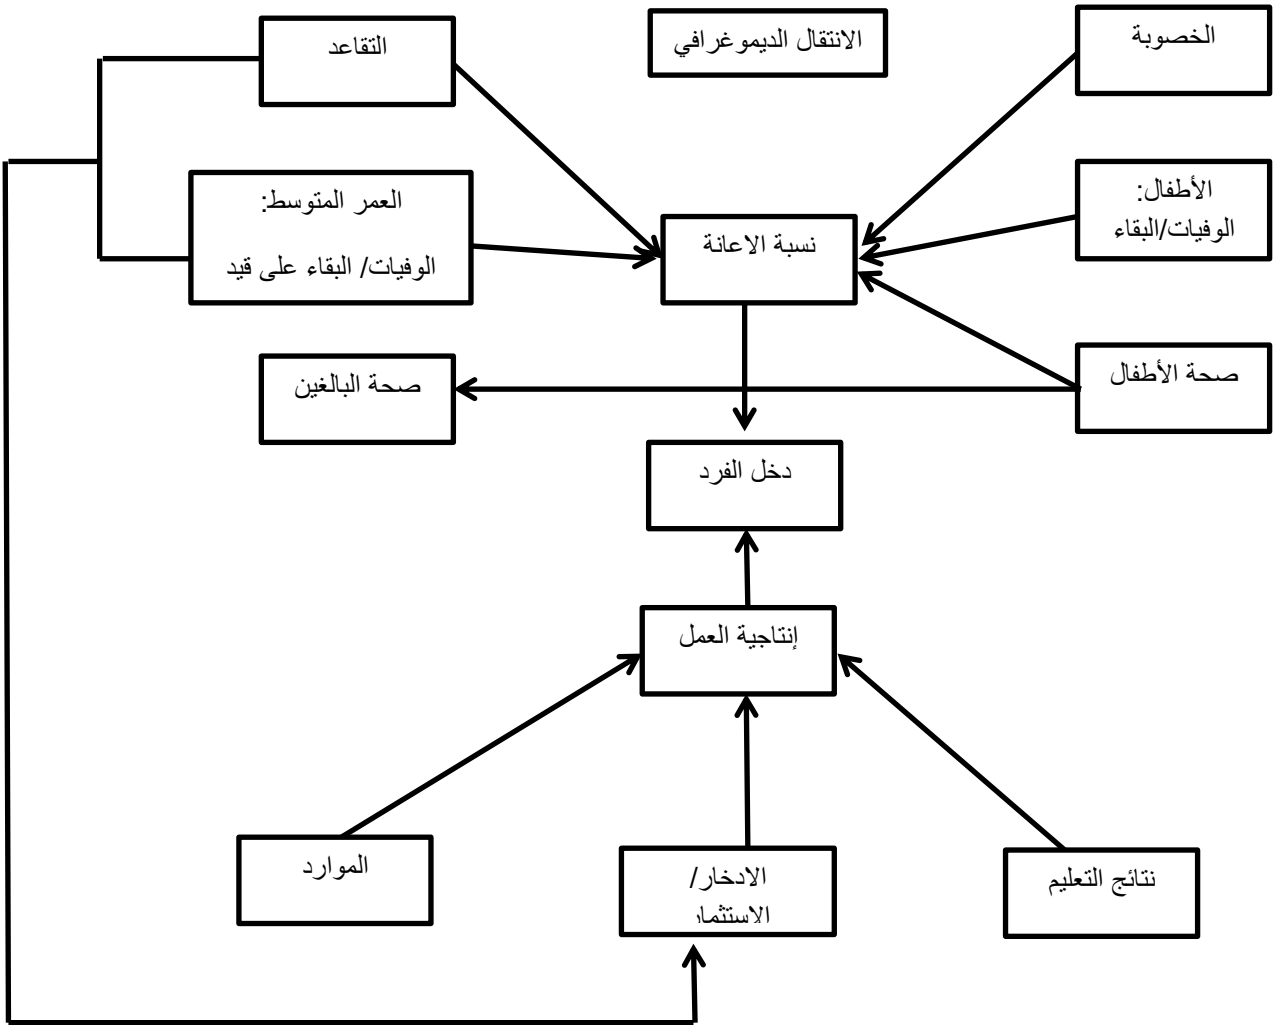 الخصوبة
الانتقال الديموغرافي
التقاعد
الأطفال:
الوفيات/البقاء
العمر المتوسط:
الوفيات/ البقاء على قيد
نسبة الاعانة
صحة الأطفال
صحة البالغين
دخل الفرد
إنتاجية العمل
نتائج التعليم
الادخار/
الاستثمار
الموارد